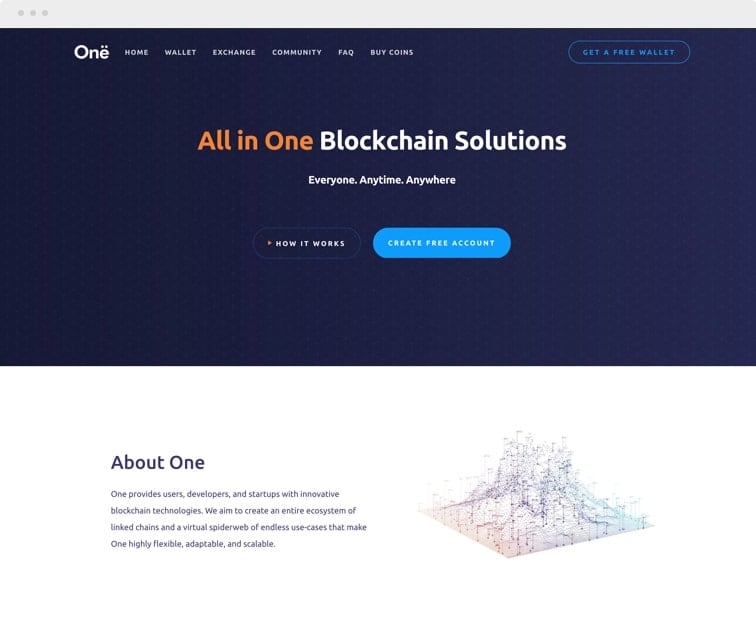 Onë HOME WALLET EXCHANGE COMMUNITY FAQ BUY COINS GET A FREE WALLET
All in One Blockchain Solutions
Everyone. Anytime. Anywhere
HOW IT WORKS CREATE FREE ACCOUNT
About One
One provides users, developers, and startups with innovative
blockchain technologies. We aim to create an entire ecosystem of
linked chains and a virtual spiderweb of endless use-cases that make
One highly flexible, adaptable, and scalable.